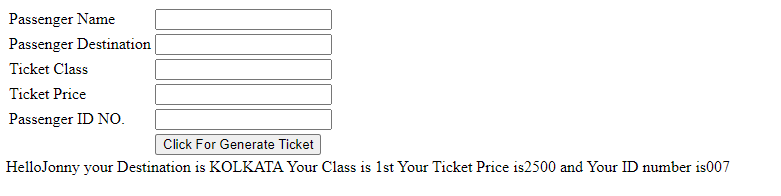 Passenger Name
Passenger Destination
Ticket Class
Ticket Price
Passenger ID NO.
Click For Generate Ticket
HelloJonny your Destination is KOLKATA Your Class is 1st Your Ticket Price is2500 and Your ID number is007